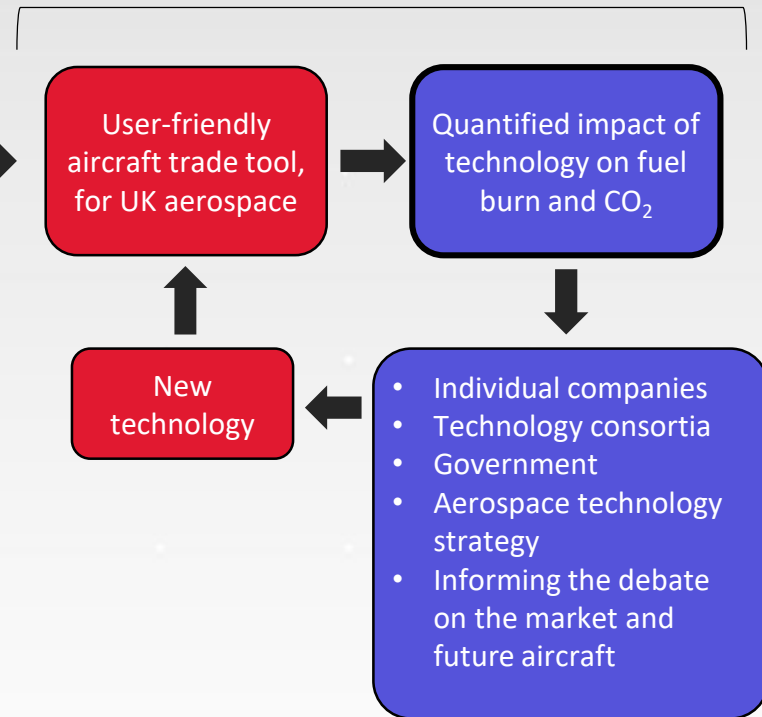 User-friendly
aircraft trade tool,
for UK aerospace
Quantified impact of
technology on fuel
burn and CO₂
New
technology
• Individual companies
• Technology consortia
• Government
• Aerospace technology
strategy
• Informing the debate
on the market and
future aircraft